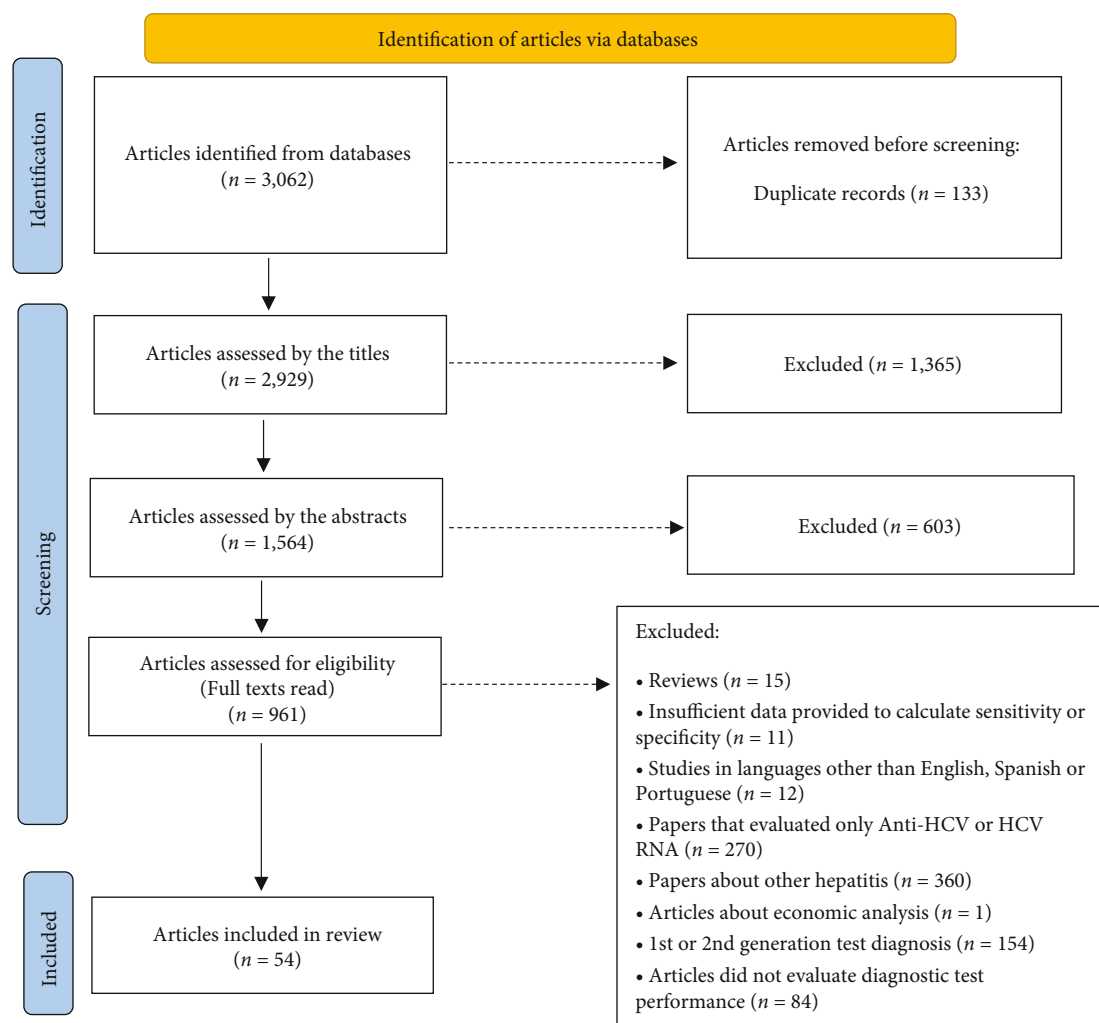 Identification of articles via databases
Identification
Articles identified from databases
(n = 3,062)
Articles removed before screening:
Duplicate records (n = 133)
Screening
Articles assessed by the titles
(n = 2,929)
Excluded (n = 1,365)
Articles assessed by the abstracts
(n = 1,564)
Excluded (n = 603)
Articles assessed for eligibility
(Full texts read)
(n = 961)
Excluded:
• Reviews (n = 15)
• Insufficient data provided to calculate sensitivity or
specificity (n = 11)
• Studies in languages other than English, Spanish or
Portuguese (n = 12)
• Papers that evaluated only Anti-HCV or HCV
RNA (n = 270)
• Papers about other hepatitis (n = 360)
• Articles about economic analysis (n = 1)
• 1st or 2nd generation test diagnosis (n = 154)
• Articles did not evaluate diagnostic test
performance (n = 84)
Included
Articles included in review
(n = 54)